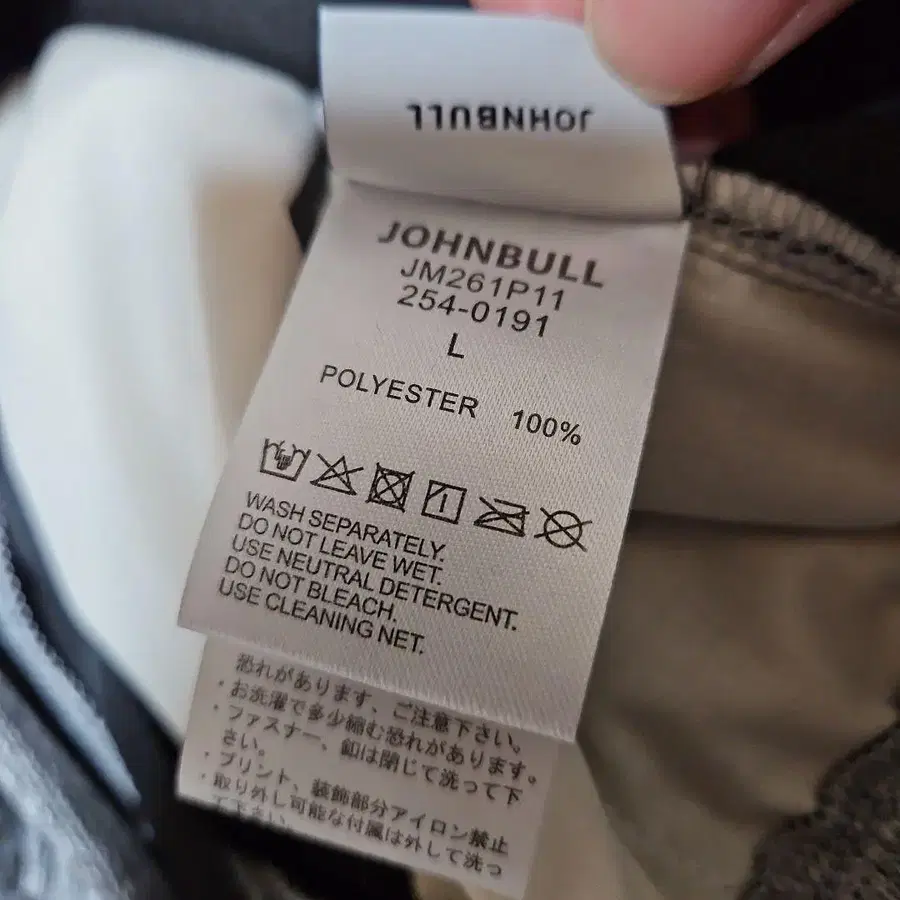 JOHNBULL
JOHNBULL
JM261P11
254-0191
L
POLYESTER 100%
WASH SEPARATELY.
DO NOT LEAVE WET.
USE NEUTRAL DETERGENT.
DO NOT BLEACH.
USE CLEANING NET.
恐れがあります、ご注意下さい。
・お洗濯で多少縮む恐れがあります。
・ファスナー、釦は閉じて洗って下
さい。
・プリント、装飾部分アイロン禁止
・取り外し可能な付属は外して洗っ
て下さい。